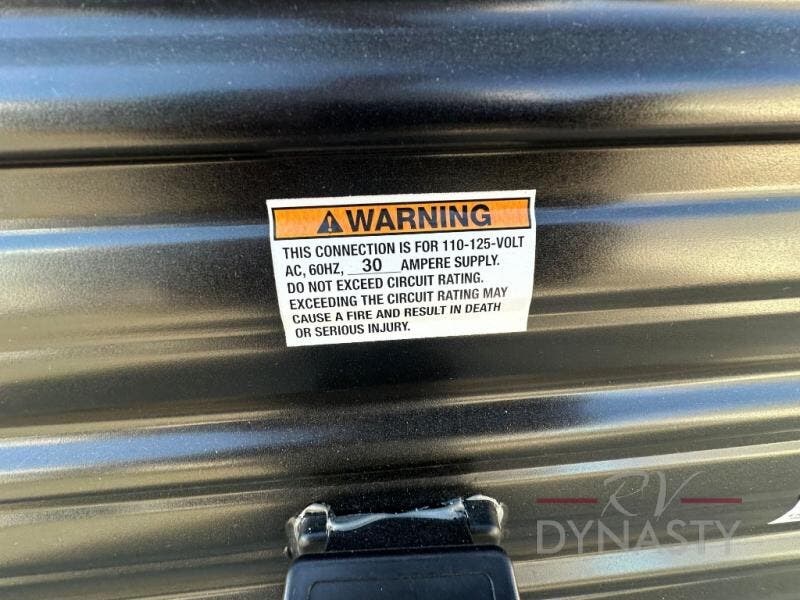 WARNING
THIS CONNECTION IS FOR 110-125-VOLT
AC, 60HZ, 30 AMPERE SUPPLY.
DO NOT EXCEED CIRCUIT RATING.
EXCEEDING THE CIRCUIT RATING MAY
CAUSE A FIRE AND RESULT IN DEATH
OR SERIOUS INJURY.
RV
DYNASTY